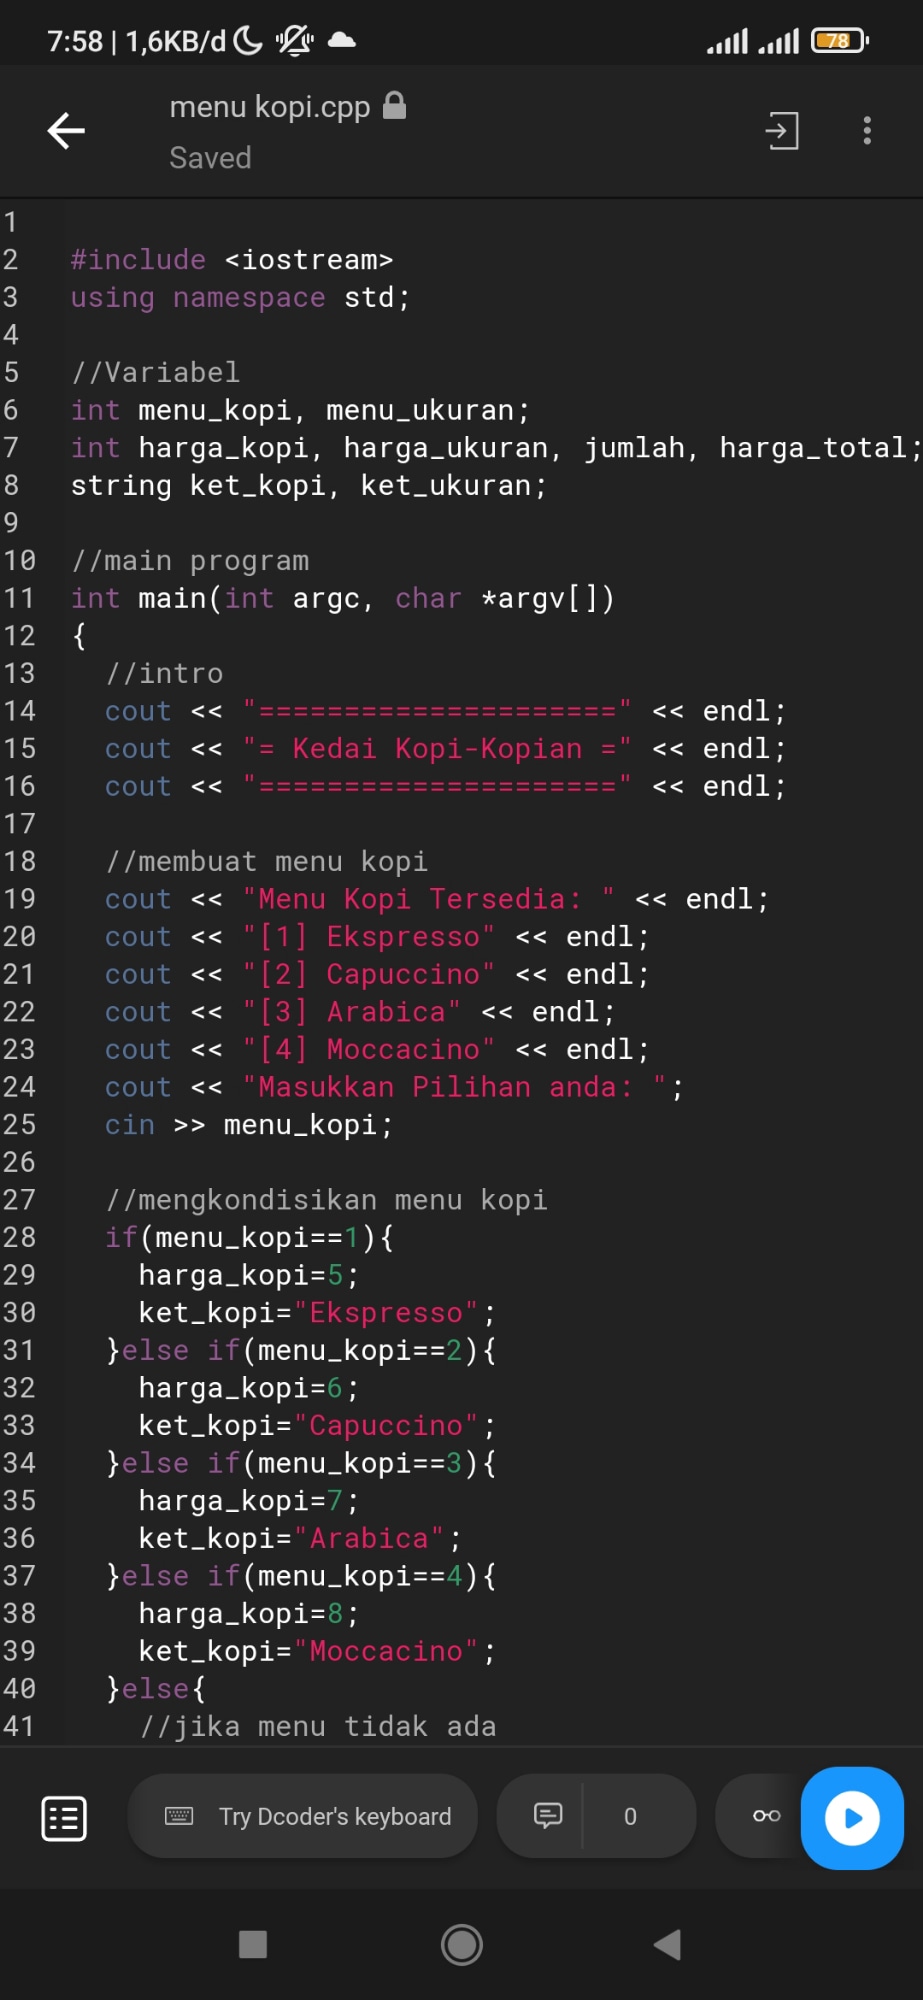 7:58 | 1,6KB/d
78
menu kopi.cpp
Saved
1
2 #include <iostream>
3 using namespace std;
4
5 //Variabel
6 int menu_kopi, menu_ukuran;
7 int harga_kopi, harga_ukuran, jumlah, harga_total;
8 string ket_kopi, ket_ukuran;
9
10 //main program
11 int main(int argc, char *argv[])
12 {
13   //intro
14   cout << "=====================" << endl;
15   cout << "= Kedai Kopi-Kopian =" << endl;
16   cout << "=====================" << endl;
17
18   //membuat menu kopi
19   cout << "Menu Kopi Tersedia: " << endl;
20   cout << "[1] Ekspresso" << endl;
21   cout << "[2] Capuccino" << endl;
22   cout << "[3] Arabica" << endl;
23   cout << "[4] Moccacino" << endl;
24   cout << "Masukkan Pilihan anda: ";
25   cin >> menu_kopi;
26
27   //mengkondisikan menu kopi
28   if(menu_kopi==1){
29     harga_kopi=5;
30     ket_kopi="Ekspresso";
31   }else if(menu_kopi==2){
32     harga_kopi=6;
33     ket_kopi="Capuccino";
34   }else if(menu_kopi==3){
35     harga_kopi=7;
36     ket_kopi="Arabica";
37   }else if(menu_kopi==4){
38     harga_kopi=8;
39     ket_kopi="Moccacino";
40   }else{
41     //jika menu tidak ada
Try Dcoder's keyboard
0